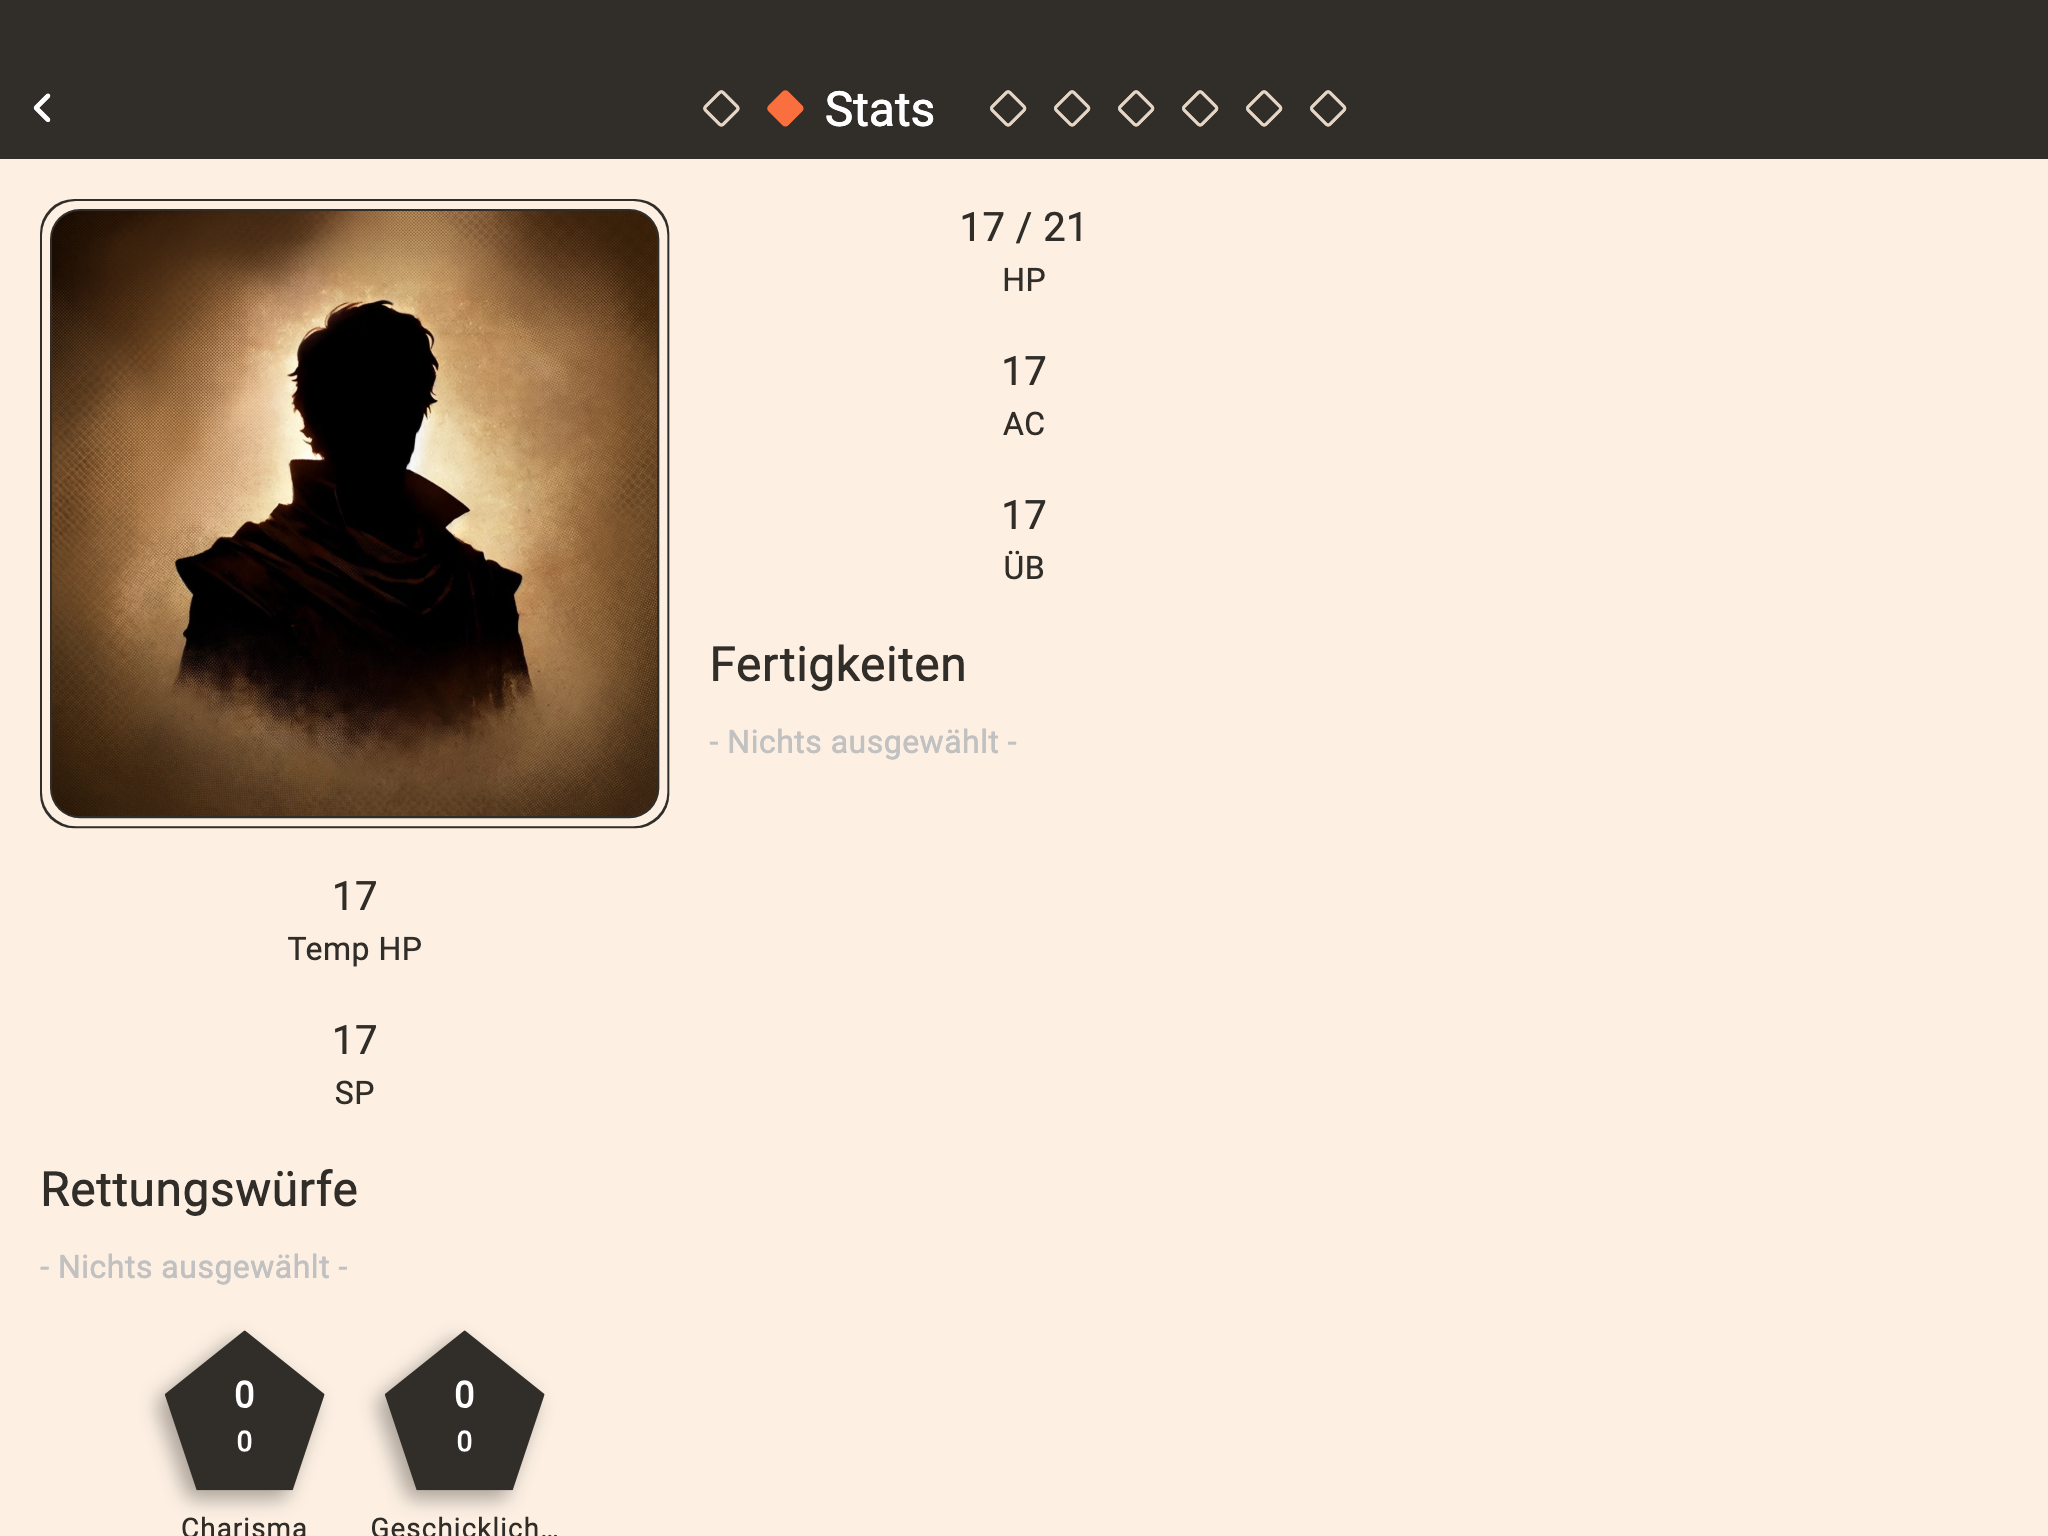 Stats
17 / 21
HP
17
AC
17
ÜB
Fertigkeiten
- Nichts ausgewählt -
17
Temp HP
17
SP
Rettungswürfe
- Nichts ausgewählt -
0
0
Charisma
0
0
Geschicklich...